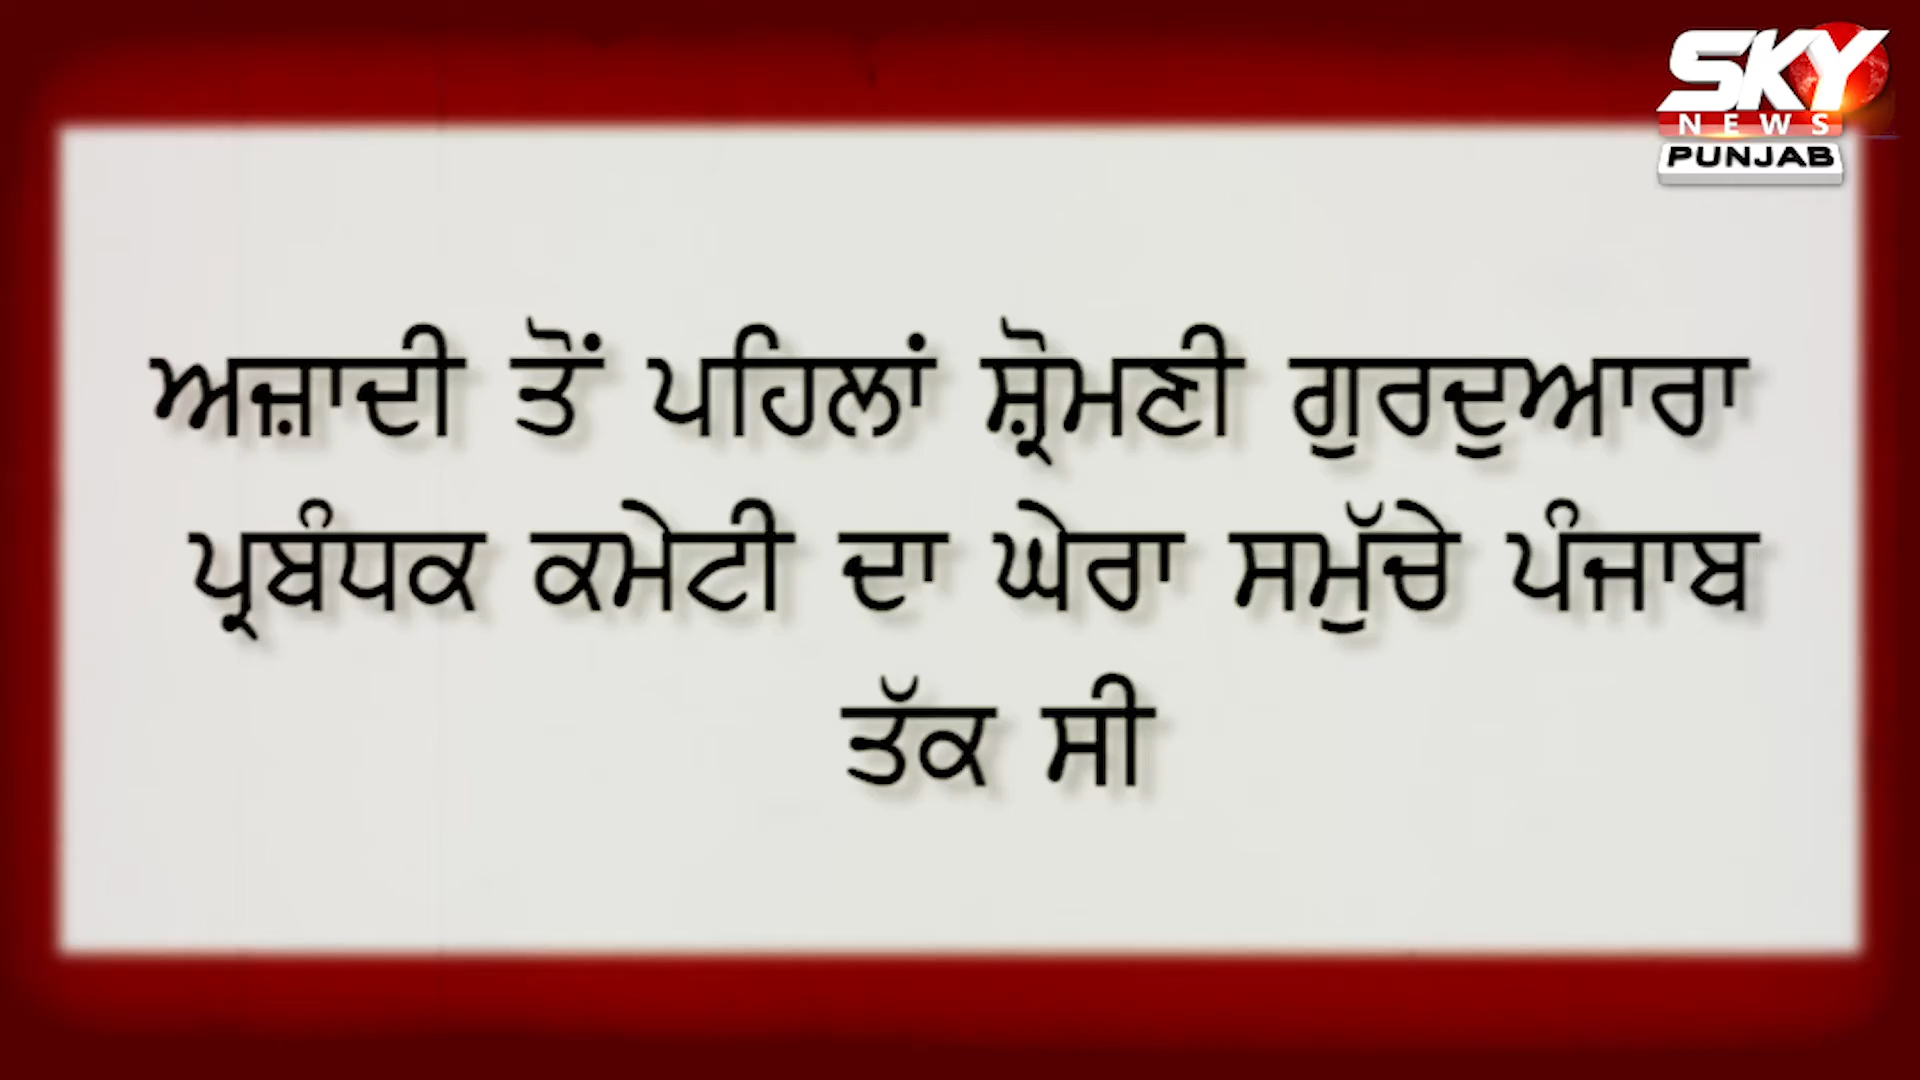 SKY
NEWS
PUNJAB
ਅਜ਼ਾਦੀ ਤੋਂ ਪਹਿਲਾਂ ਸ਼੍ਰੋਮਣੀ ਗੁਰਦੁਆਰਾ
ਪ੍ਰਬੰਧਕ ਕਮੇਟੀ ਦਾ ਘੇਰਾ ਸਮੁੱਚੇ ਪੰਜਾਬ
ਤੱਕ ਸੀ